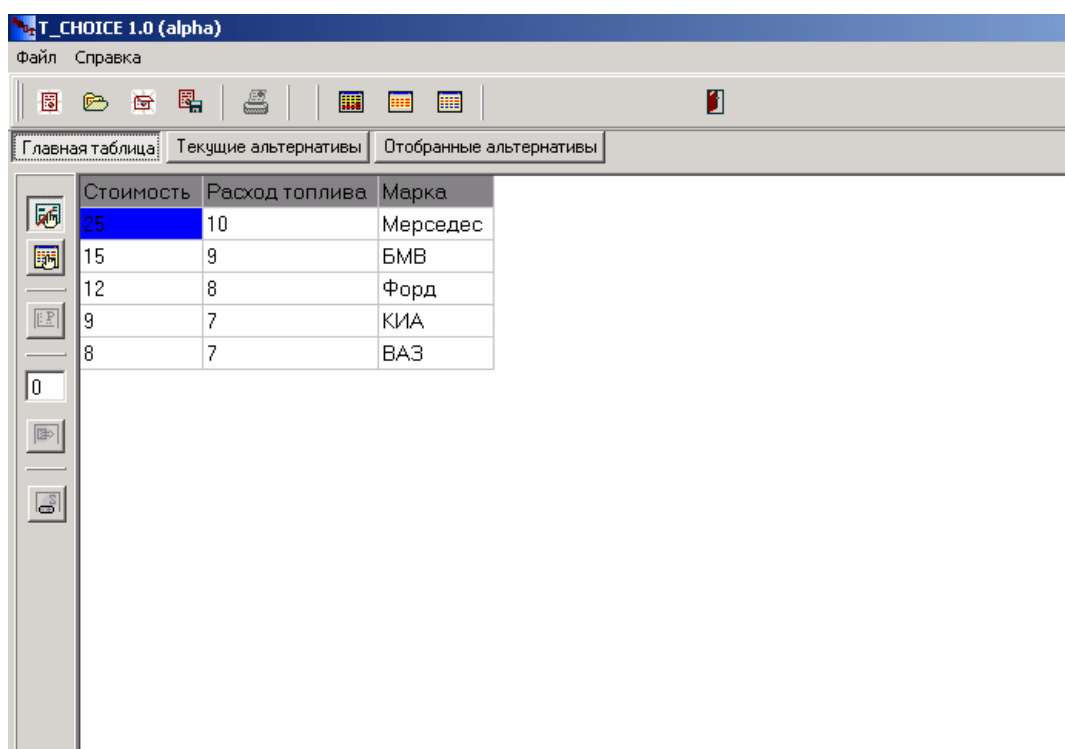 T_CHOICE 1.0 (alpha)
Файл Справка
Главная таблица Текущие альтернативы Отобранные альтернативы
Стоимость Расход топлива Марка
25 10 Мерседес
15 9 БМВ
12 8 Форд
9 7 КИА
8 7 ВАЗ
0